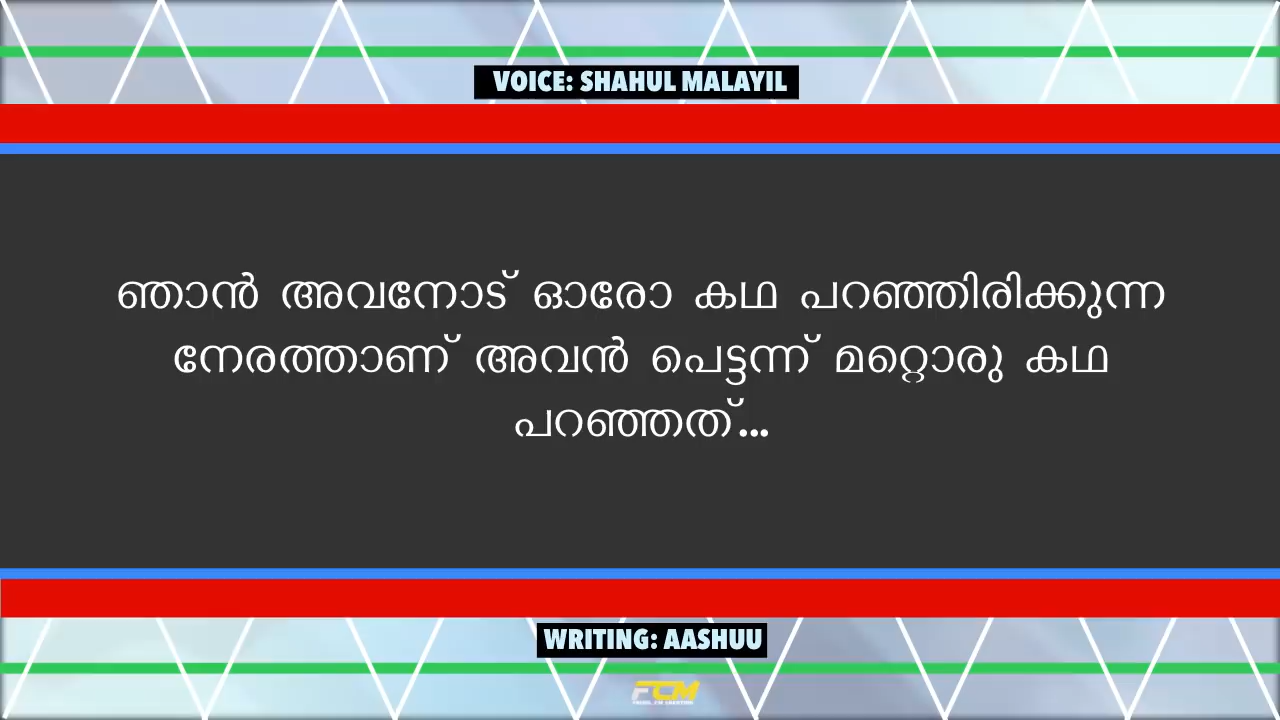 VOICE: SHAHUL MALAYIL
ഞാൻ അവനോട് ഓരോ കഥ പറഞ്ഞിരിക്കുന്ന
നേരത്താണ് അവൻ പെട്ടന്ന് മറ്റൊരു കഥ
പറഞ്ഞത്...
WRITING: AASHUU
FCM